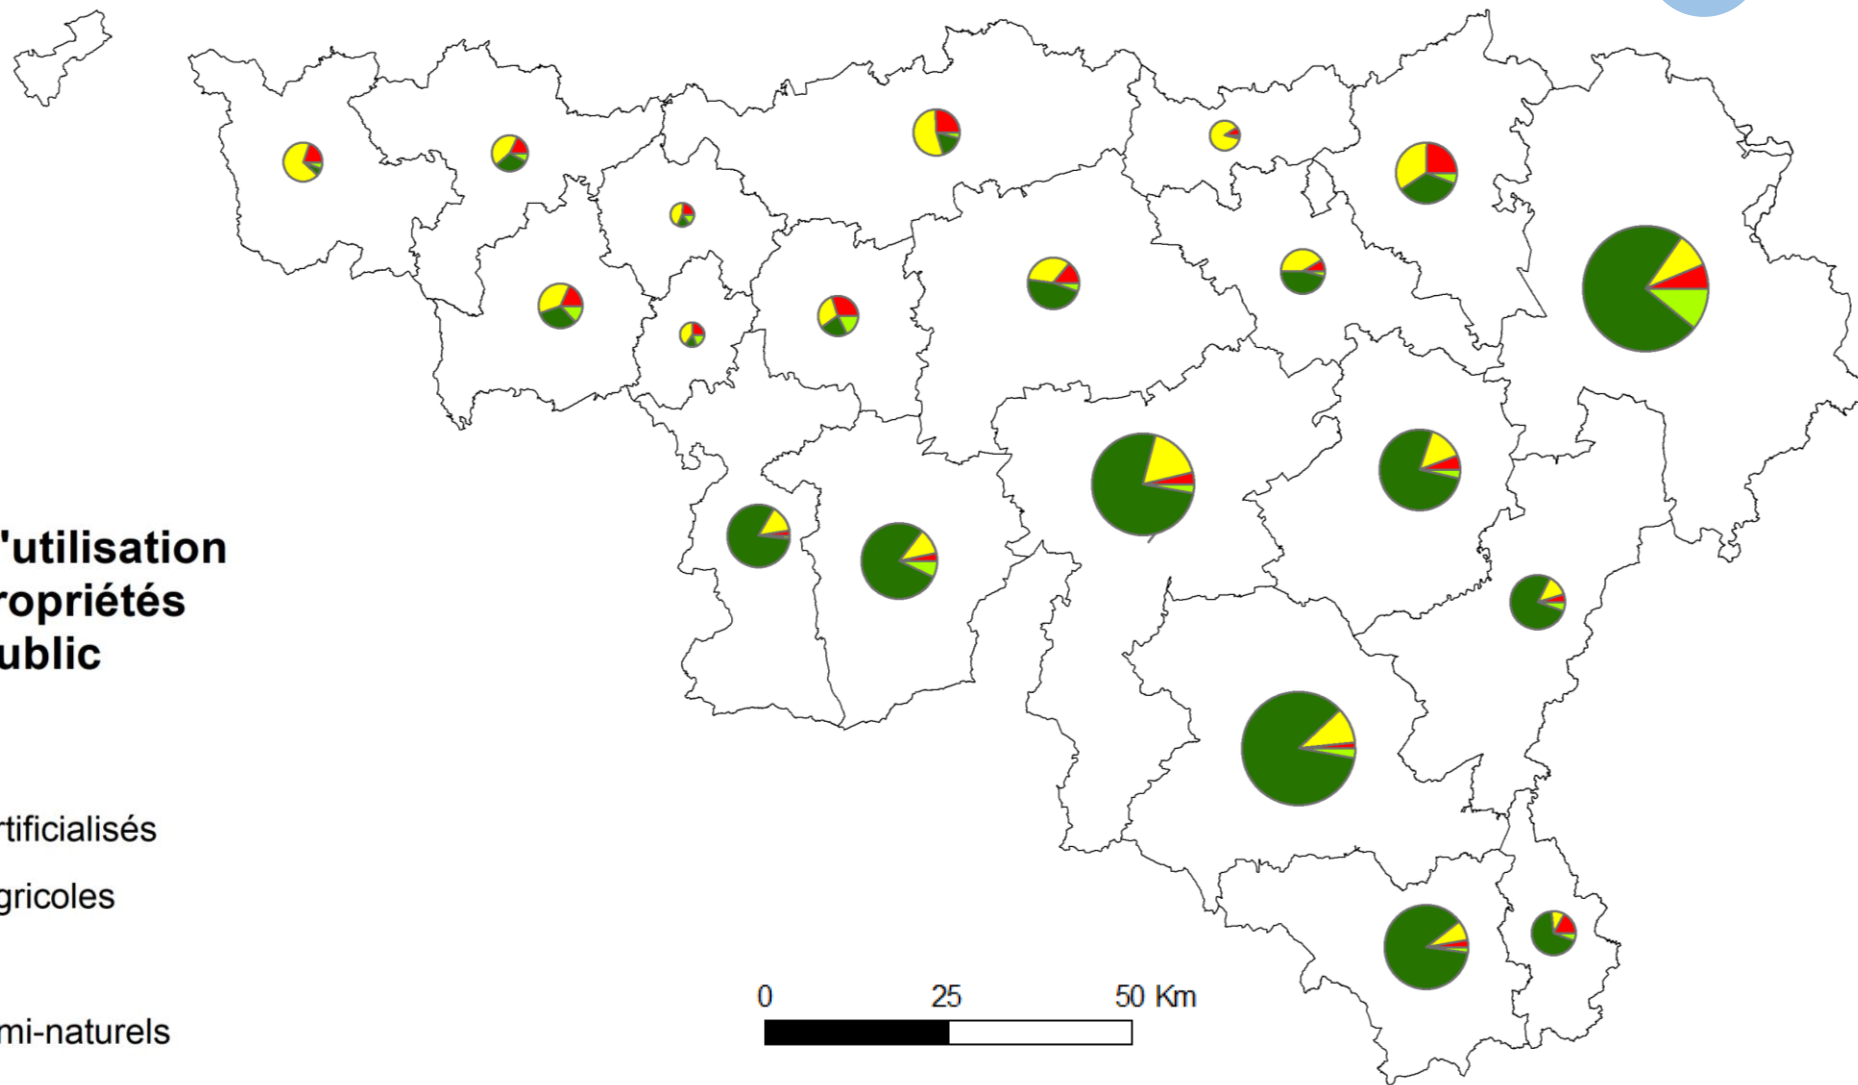 'utilisation
ropriétés
ublic
rtificialisés
gricoles
mi-naturels
0 25 50 Km